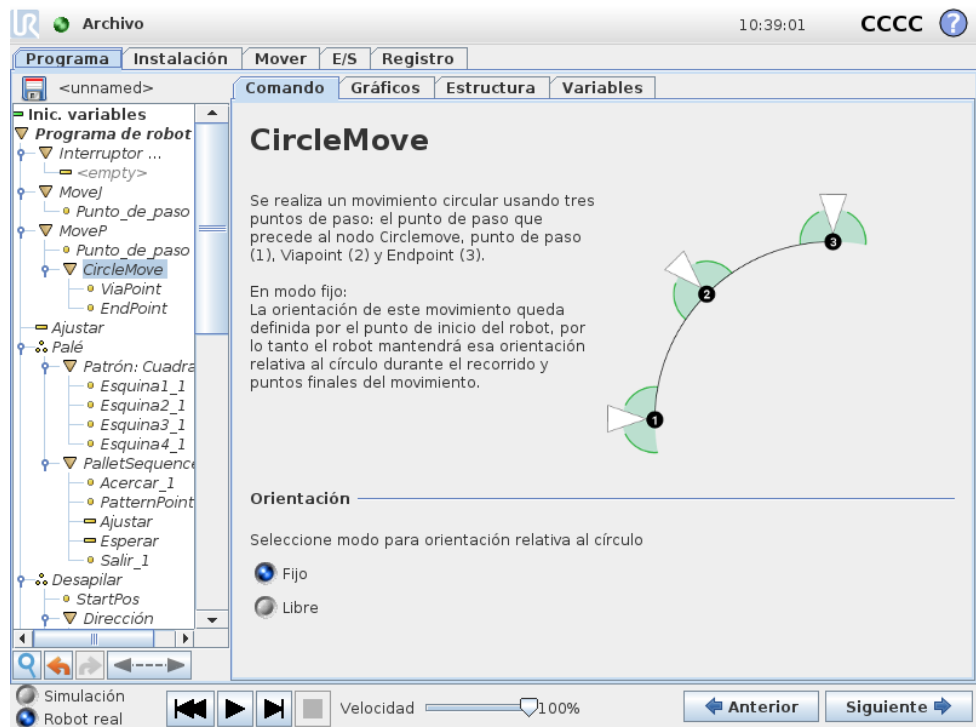 UR Archivo 10:39:01 CCCC ?
Programa Instalación Mover E/S Registro
<unnamed>
Comando Gráficos Estructura Variables
Inic. variables
Programa de robot
Interruptor ...
<empty>
MoveJ
Punto_de_paso
MoveP
Punto_de_paso
CircleMove
ViaPoint
EndPoint
Ajustar
Palé
Patrón: Cuadra
Esquina1_1
Esquina2_1
Esquina3_1
Esquina4_1
PalletSequence
Acercar_1
PatternPoint
Ajustar
Esperar
Salir_1
Desapilar
StartPos
Dirección
CircleMove
Se realiza un movimiento circular usando tres
puntos de paso: el punto de paso que
precede al nodo Circlemove, punto de paso
(1), Viapoint (2) y Endpoint (3).
En modo fijo:
La orientación de este movimiento queda
definida por el punto de inicio del robot, por
lo tanto el robot mantendrá esa orientación
relativa al círculo durante el recorrido y
puntos finales del movimiento.
3
2
1
Orientación
Seleccione modo para orientación relativa al círculo
Fijo
Libre
Simulación
Robot real
Velocidad 100%
Anterior Siguiente